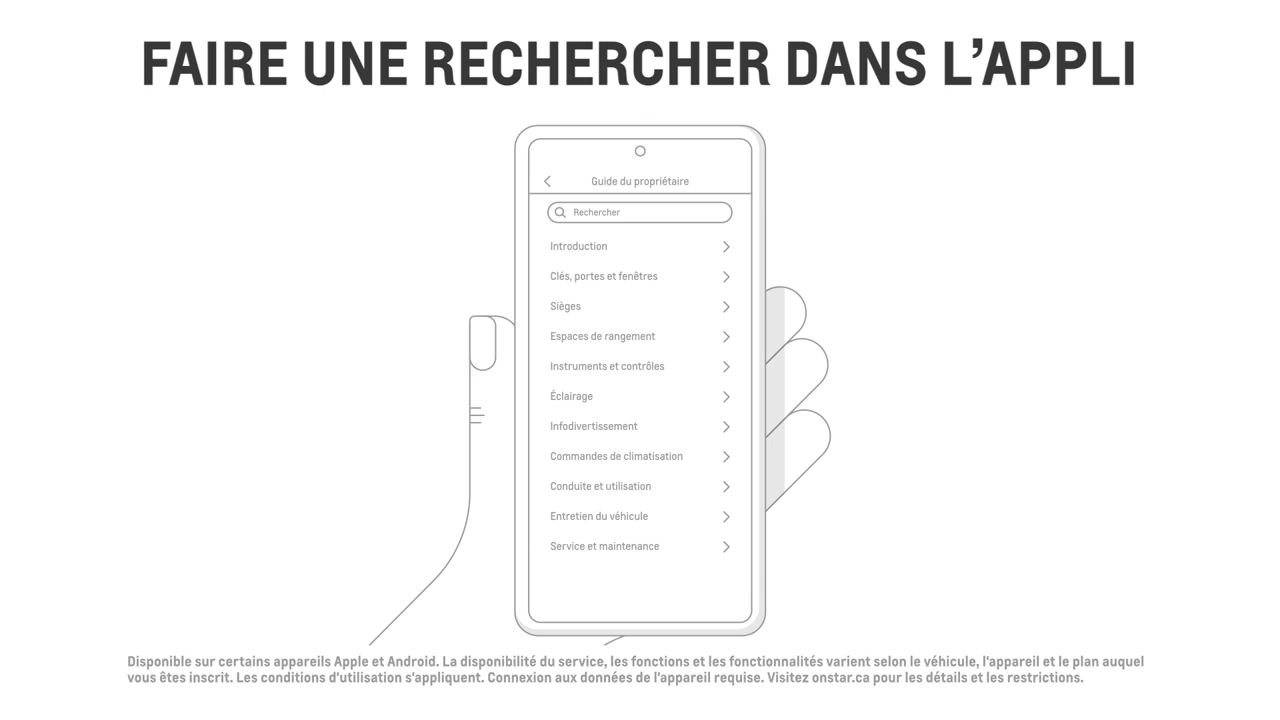 FAIRE UNE RECHERCHER DANS L’APPLI
Guide du propriétaire
Rechercher
Introduction
Clés, portes et fenêtres
Sièges
Espaces de rangement
Instruments et contrôles
Éclairage
Infodivertissement
Commandes de climatisation
Conduite et utilisation
Entretien du véhicule
Service et maintenance
Disponible sur certains appareils Apple et Android. La disponibilité du service, les fonctions et les fonctionnalités varient selon le véhicule, l'appareil et le plan auquel
vous êtes inscrit. Les conditions d'utilisation s'appliquent. Connexion aux données de l'appareil requise. Visitez onstar.ca pour les détails et les restrictions.